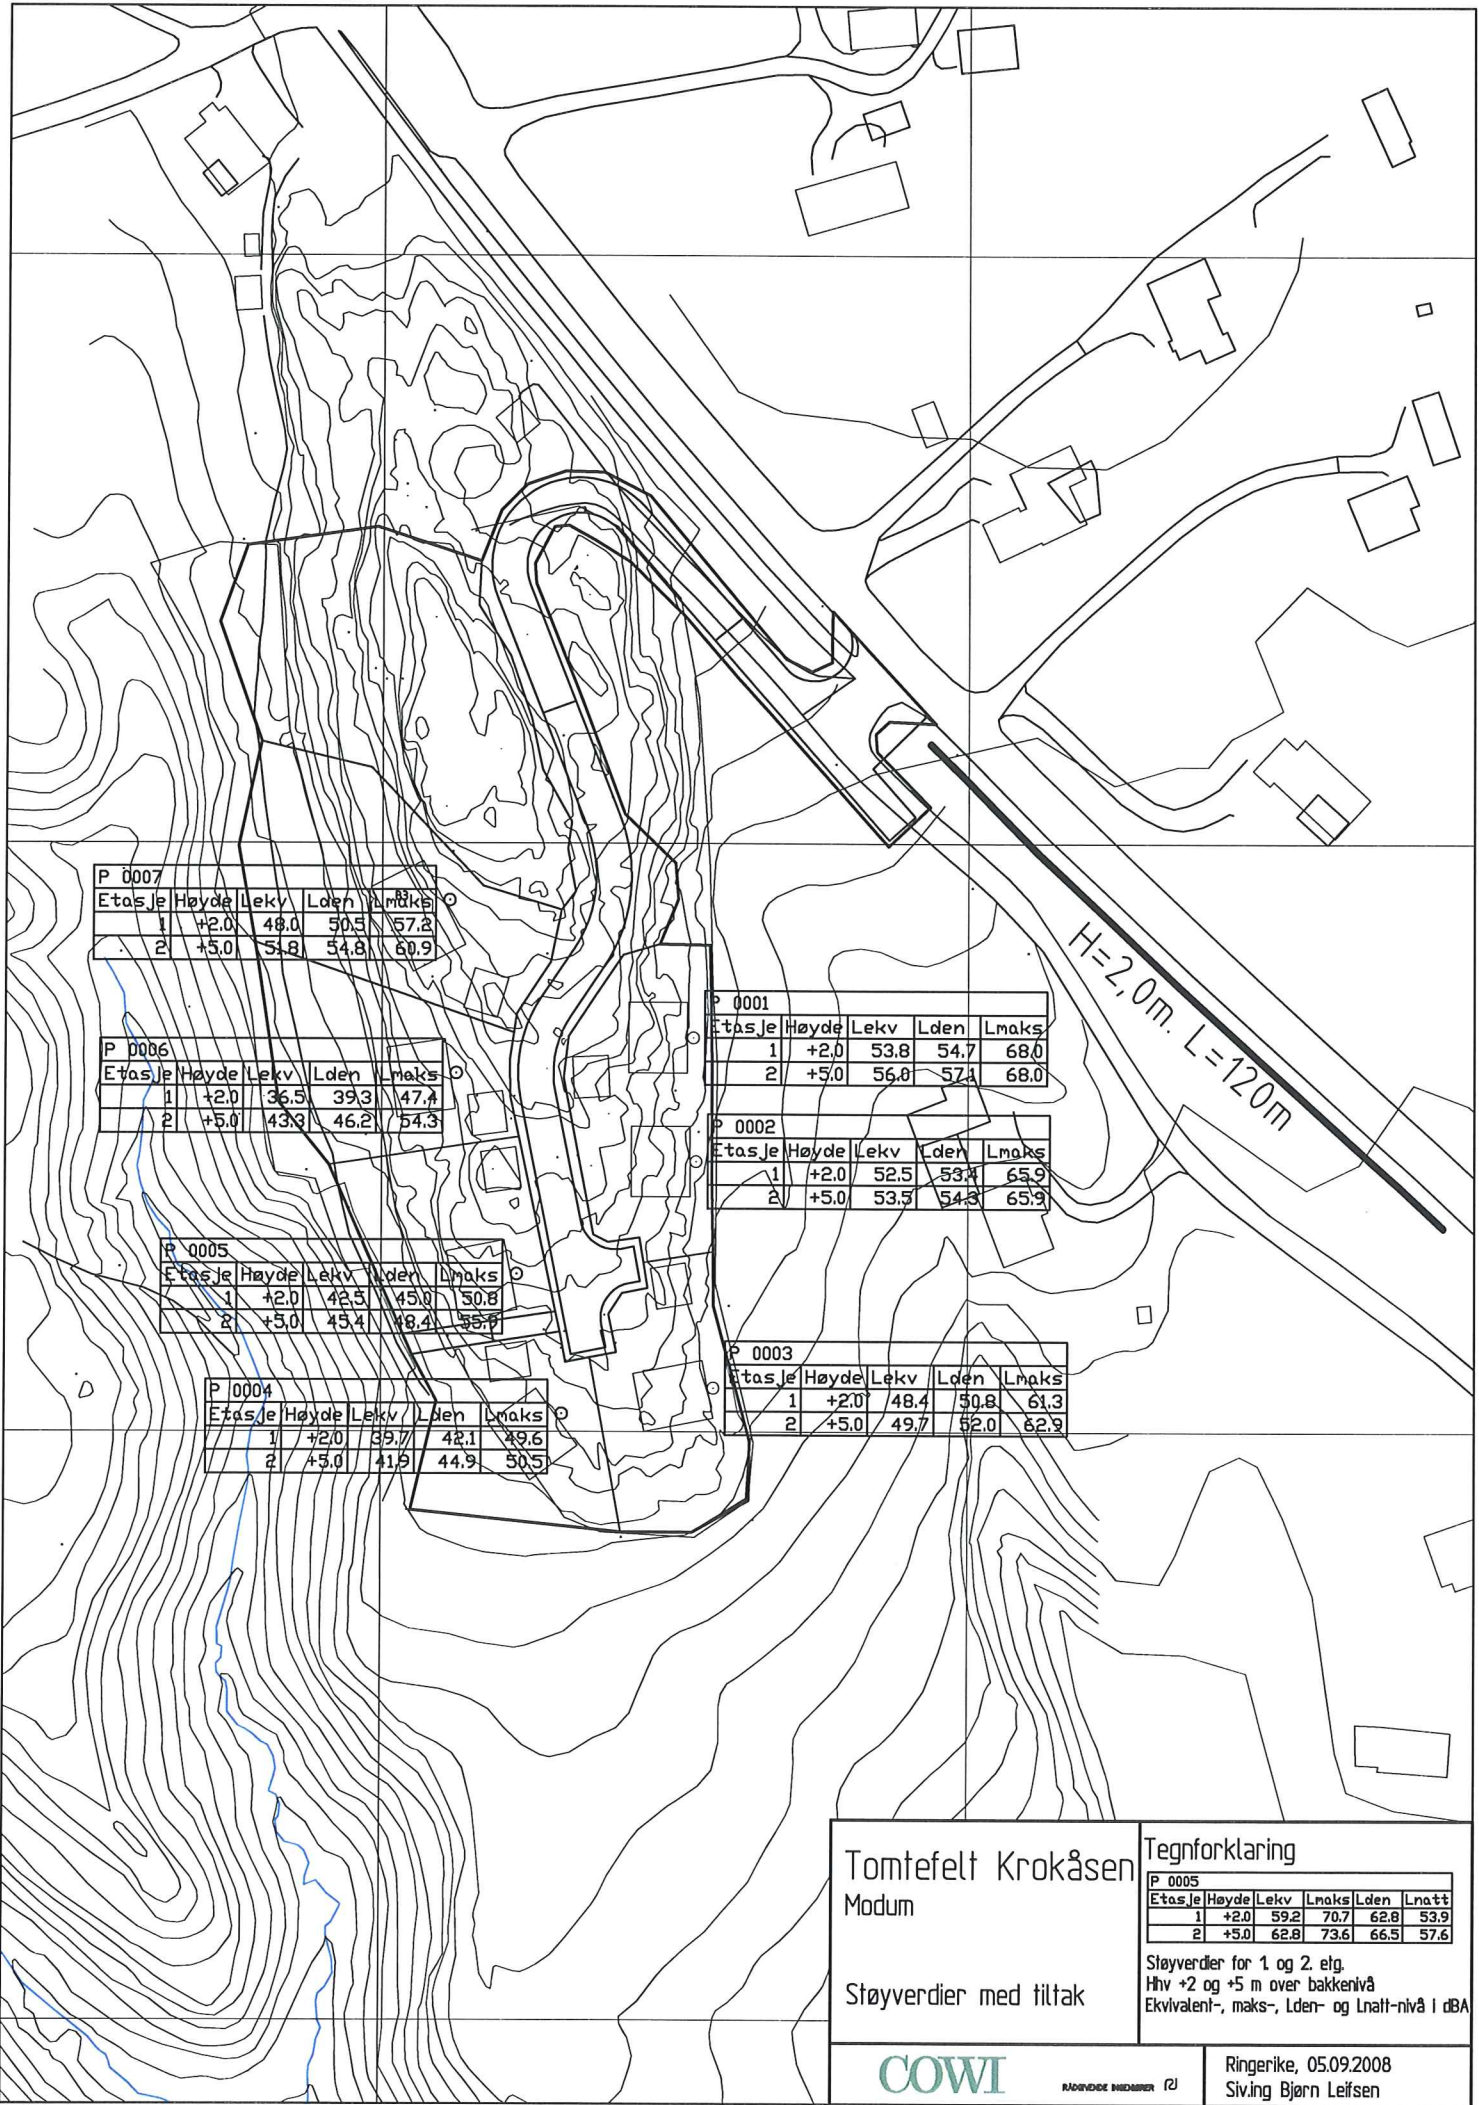 P 0007
Etasje Høyde Lekv Lden Lmaks
1 +2.0 48.0 50.5 57.2
2 +5.0 51.8 54.8 60.9
P 0001
Etasje Høyde Lekv Lden Lmaks
1 +2.0 53.8 54.7 68.0
2 +5.0 56.0 57.1 68.0
H=2,0m. L=120m
P 0006
Etasje Høyde Lekv Lden Lmaks
1 +2.0 36.5 39.3 47.4
2 +5.0 43.3 46.2 54.3
P 0002
Etasje Høyde Lekv Lden Lmaks
1 +2.0 52.5 53.4 65.9
2 +5.0 53.5 54.3 65.9
P 0005
Etasje Høyde Lekv Lden Lmaks
1 +2.0 42.5 45.0 50.8
2 +5.0 45.4 48.4 55.9
P 0003
Etasje Høyde Lekv Lden Lmaks
1 +2.0 48.4 50.8 61.3
2 +5.0 49.7 52.0 62.9
P 0004
Etasje Høyde Lekv Lden Lmaks
1 +2.0 39.7 42.1 49.6
2 +5.0 41.9 44.9 50.5
Tomtefelt Krokåsen
Modum
Støyverdier med tiltak
Tegnforklaring
P 0005
Etasje Høyde Lekv Lmaks Lden Lnatt
1 +2.0 59.2 70.7 62.8 53.9
2 +5.0 62.8 73.6 66.5 57.6
Støyverdier for 1. og 2. etg.
Hhv +2 og +5 m over bakkenivå
Ekvivalent-, maks-, Lden- og Lnatt-nivå i dBA
COWI
RÅDGIVENDE INGENIØRER
Ringerike, 05.09.2008
Siv.ing Bjørn Leifsen